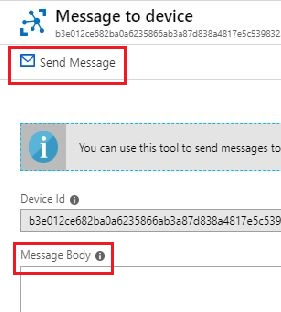 Message to device
b3e012ce682ba0a6235866ab3a87d838a4817e5c539832
Send Message
You can use this tool to send messages to
Device Id
b3e012ce682ba0a6235866ab3a87d838a4817e5c539
Message Body